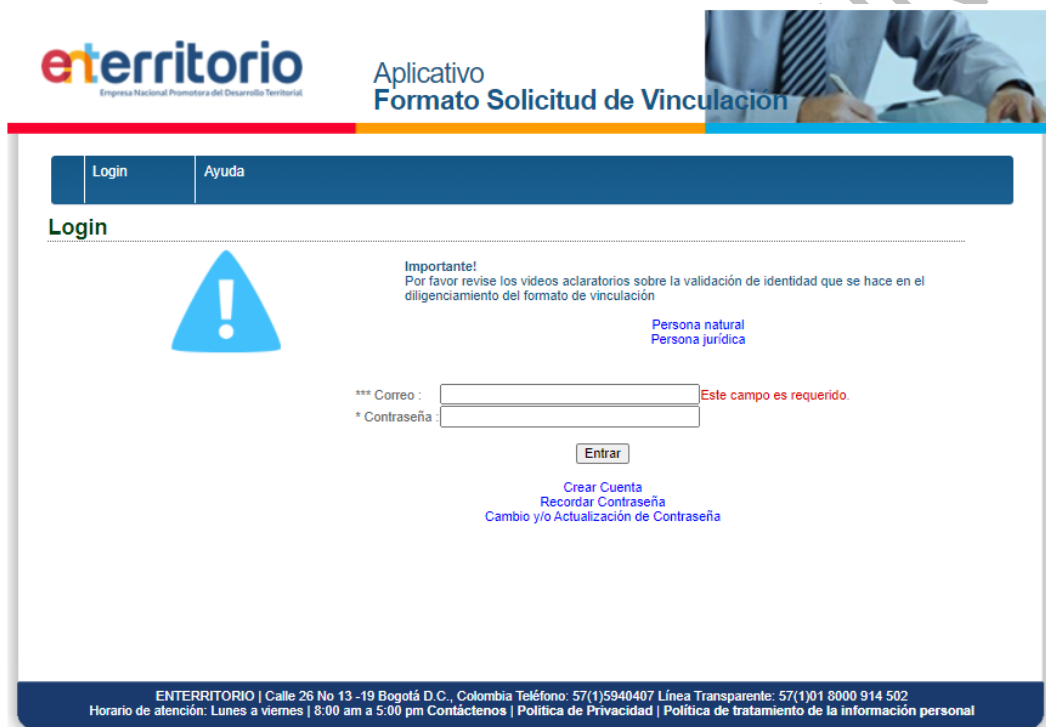 enterritorio
Empresa Nacional Promotora del Desarrollo Territorial
Aplicativo
Formato Solicitud de Vinculación
Login Ayuda
Login
Importante!
Por favor revise los videos aclaratorios sobre la validación de identidad que se hace en el
diligenciamiento del formato de vinculación
Persona natural
Persona jurídica
*** Correo : Este campo es requerido.
* Contraseña :
Entrar
Crear Cuenta
Recordar Contraseña
Cambio y/o Actualización de Contraseña
ENTERRITORIO | Calle 26 No 13 -19 Bogotá D.C., Colombia Teléfono: 57(1)5940407 Línea Transparente: 57(1)01 8000 914 502
Horario de atención: Lunes a viernes | 8:00 am a 5:00 pm Contáctenos | Politica de Privacidad | Política de tratamiento de la información personal